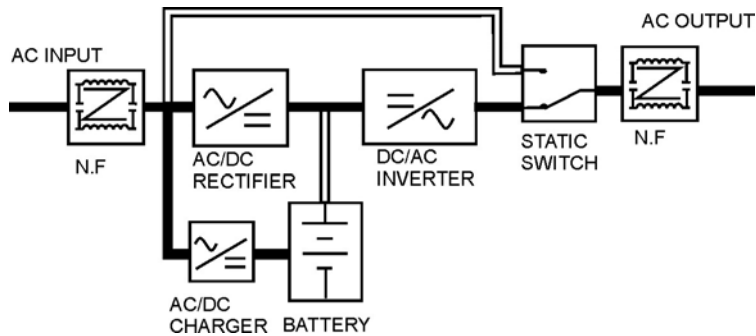 AC OUTPUT
AC INPUT
N.F
AC/DC
RECTIFIER
DC/AC
INVERTER
STATIC
SWITCH
N.F
AC/DC
CHARGER
BATTERY